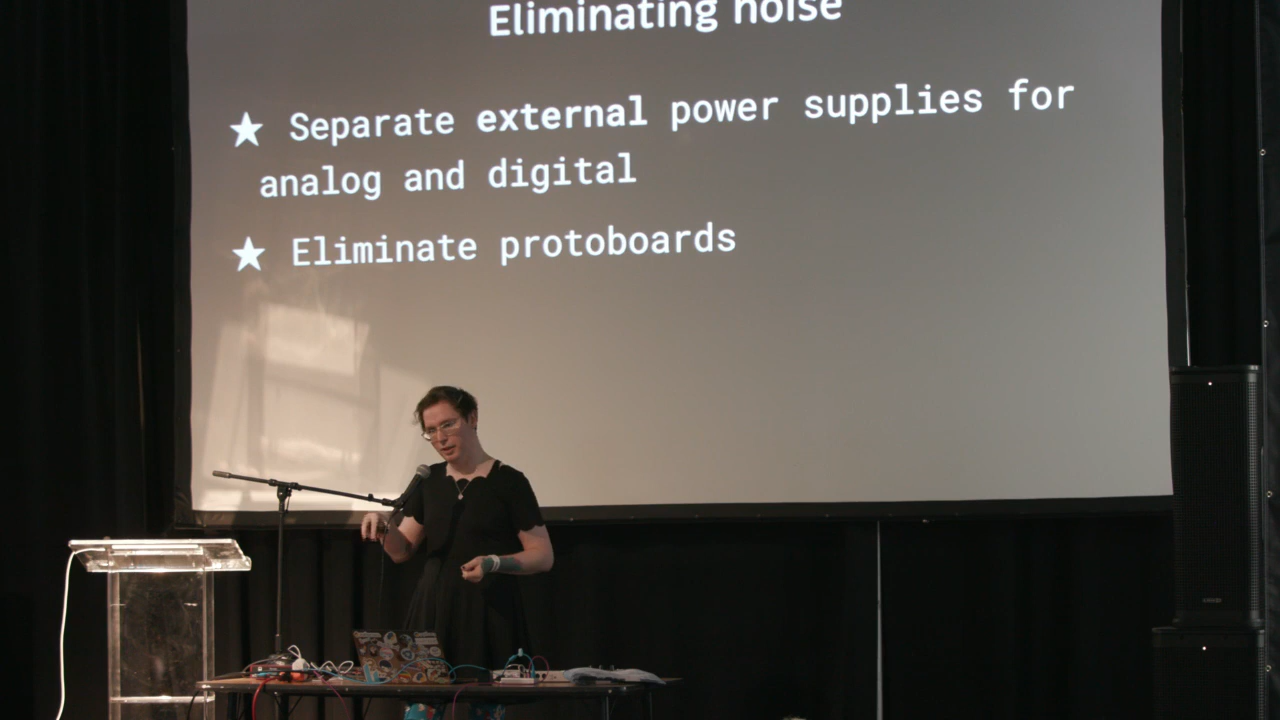 Eliminating noise
★ Separate external power supplies for
analog and digital
★ Eliminate protoboards